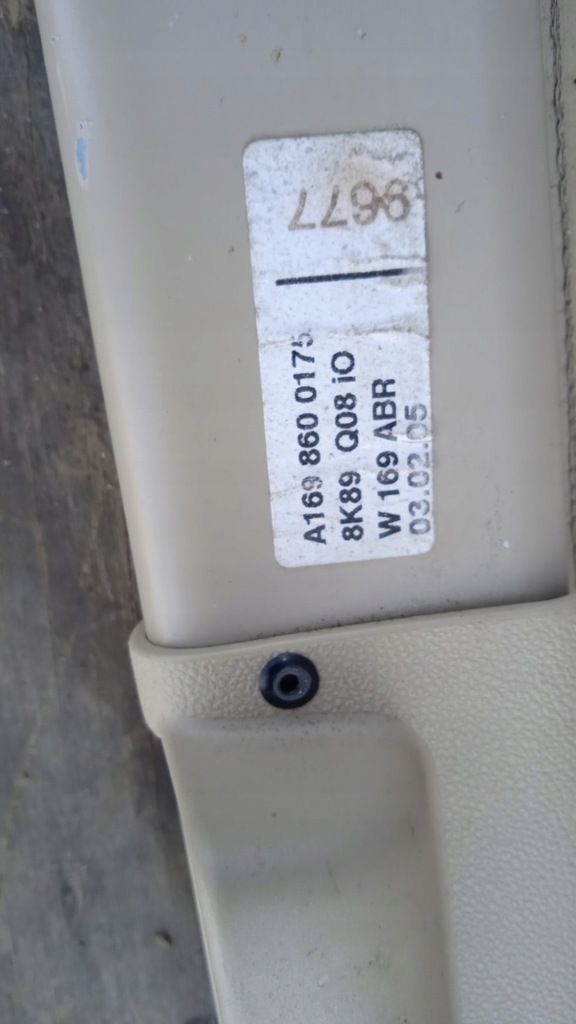 A169 860 0175
8K89 Q08 iO
W 169 ABR
03.02.05
9677